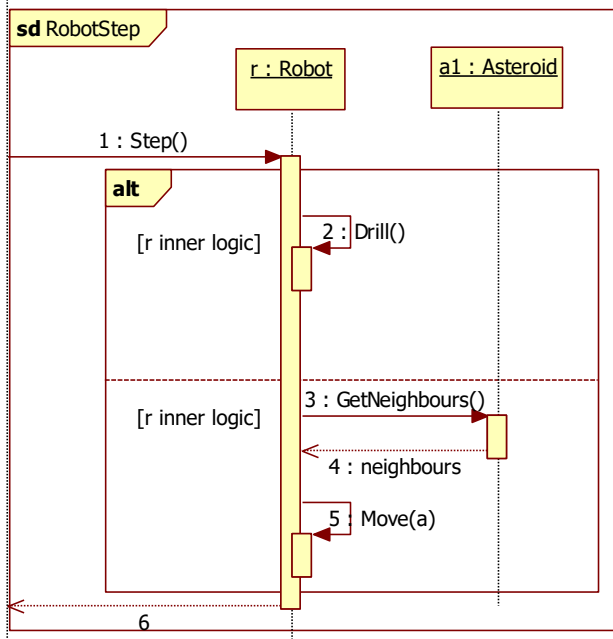 sd RobotStep
r : Robot
a1 : Asteroid
1 : Step()
alt
[r inner logic]
2 : Drill()
[r inner logic]
3 : GetNeighbours()
4 : neighbours
5 : Move(a)
6